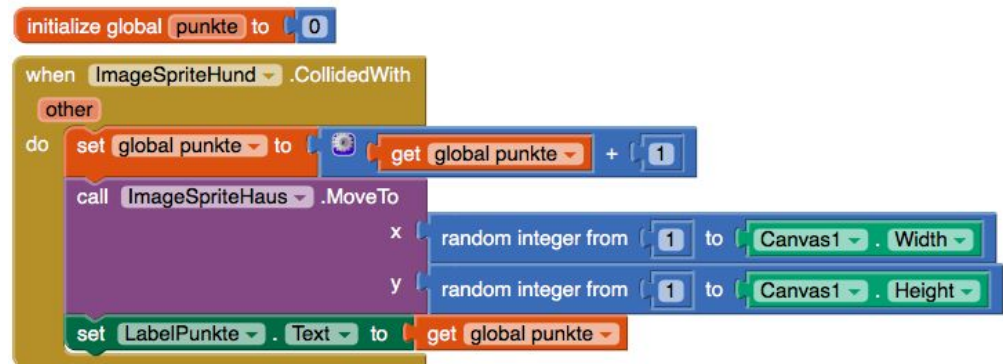 initialize global punkte to 0
when ImageSpriteHund .CollidedWith
other
do set global punkte to get global punkte + 1
call ImageSpriteHaus .MoveTo
x random integer from 1 to Canvas1 . Width
y random integer from 1 to Canvas1 . Height
set LabelPunkte . Text to get global punkte